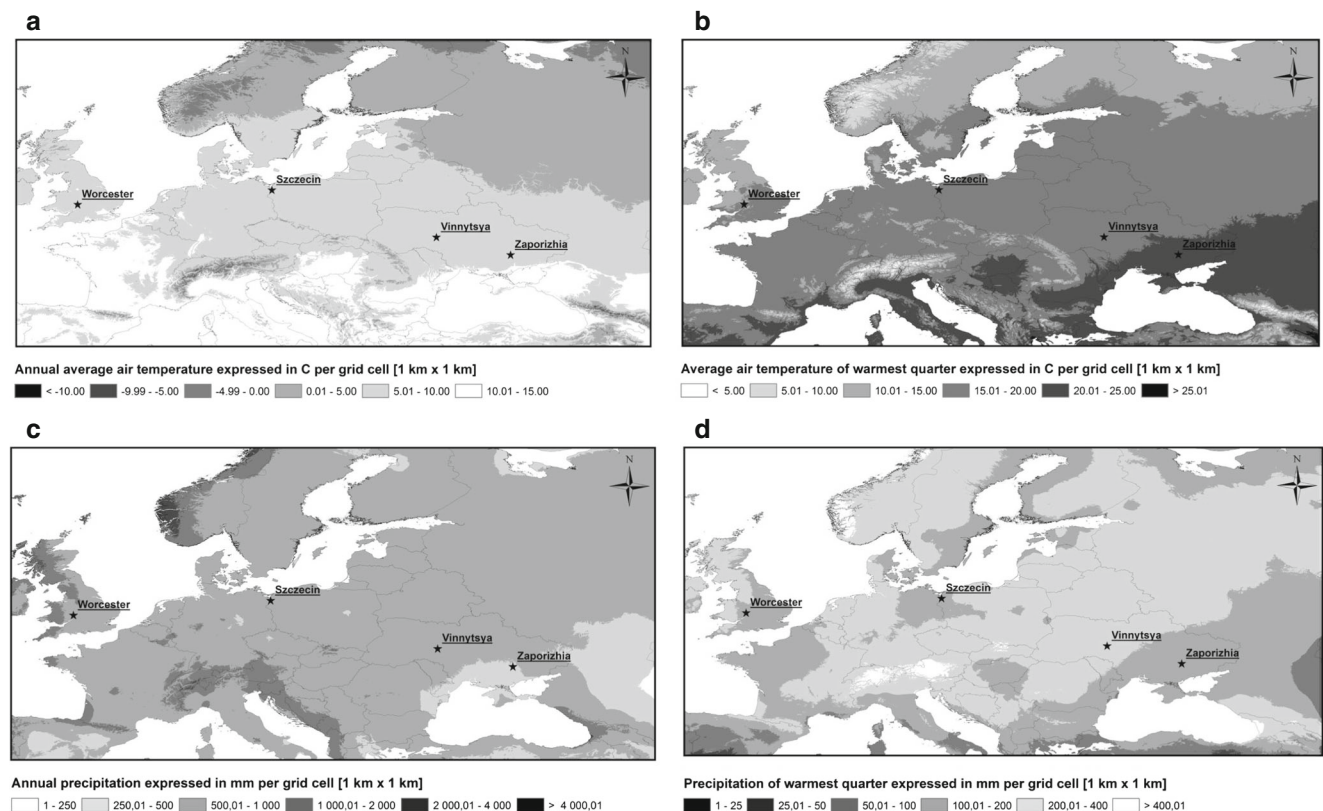 a
N
Worcester
Szczecin
Vinnytsya
Zaporizhia
Annual average air temperature expressed in C per grid cell [1 km x 1 km]
< -10.00 -9.99 - -5.00 -4.99 - 0.00 0.01 - 5.00 5.01 - 10.00 10.01 - 15.00
b
N
Worcester
Szczecin
Vinnytsya
Zaporizhia
Average air temperature of warmest quarter expressed in C per grid cell [1 km x 1 km]
< 5.00 5.01 - 10.00 10.01 - 15.00 15.01 - 20.00 20.01 - 25.00 > 25.01
c
N
Worcester
Szczecin
Vinnytsya
Zaporizhia
Annual precipitation expressed in mm per grid cell [1 km x 1 km]
1 - 250 250,01 - 500 500,01 - 1 000 1 000,01 - 2 000 2 000,01 - 4 000 > 4 000,01
d
N
Worcester
Szczecin
Vinnytsya
Zaporizhia
Precipitation of warmest quarter expressed in mm per grid cell [1 km x 1 km]
1 - 25 25,01 - 50 50,01 - 100 100,01 - 200 200,01 - 400 > 400,01